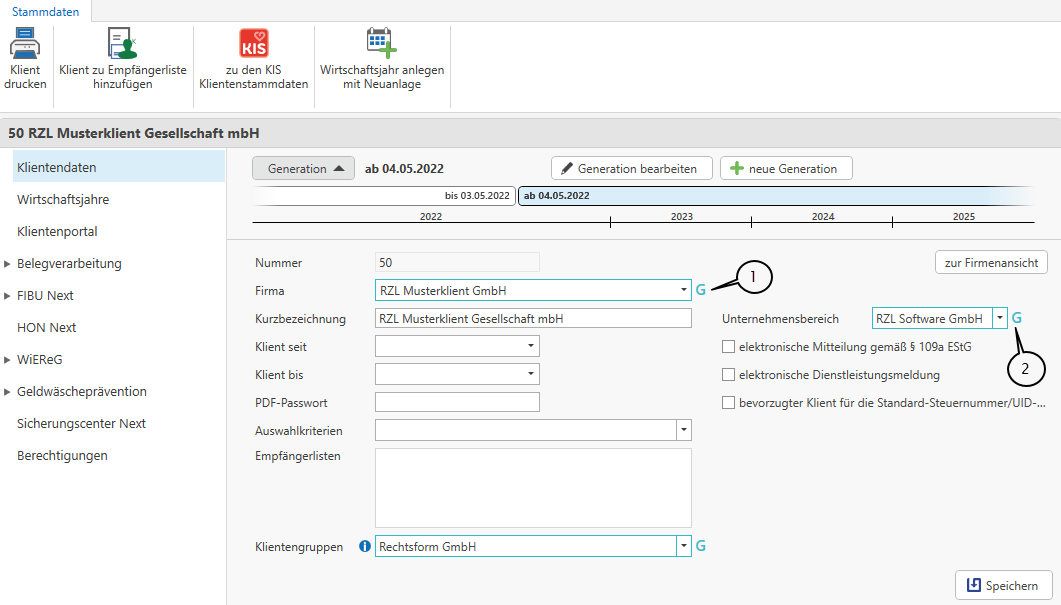 Stammdaten
Klient
drucken
Klient zu Empfängerliste
hinzufügen
KIS
zu den KIS
Klientenstammdaten
Wirtschaftsjahr anlegen
mit Neuanlage
50 RZL Musterklient Gesellschaft mbH
Klientendaten
Wirtschaftsjahre
Klientenportal
Belegverarbeitung
FIBU Next
HON Next
WiEReG
Geldwäscheprävention
Sicherungscenter Next
Berechtigungen
Generation ab 04.05.2022 Generation bearbeiten neue Generation
bis 03.05.2022 ab 04.05.2022
2022 2023 2024 2025
Nummer 50 zur Firmenansicht
Firma RZL Musterklient GmbH G 1
Kurzbezeichnung RZL Musterklient Gesellschaft mbH Unternehmensbereich RZL Software GmbH G
Klient seit elektronische Mitteilung gemäß § 109a EStG
2
Klient bis elektronische Dienstleistungsmeldung
PDF-Passwort bevorzugter Klient für die Standard-Steuernummer/UID-...
Auswahlkriterien
Empfängerlisten
Klientengruppen i Rechtsform GmbH G
Speichern